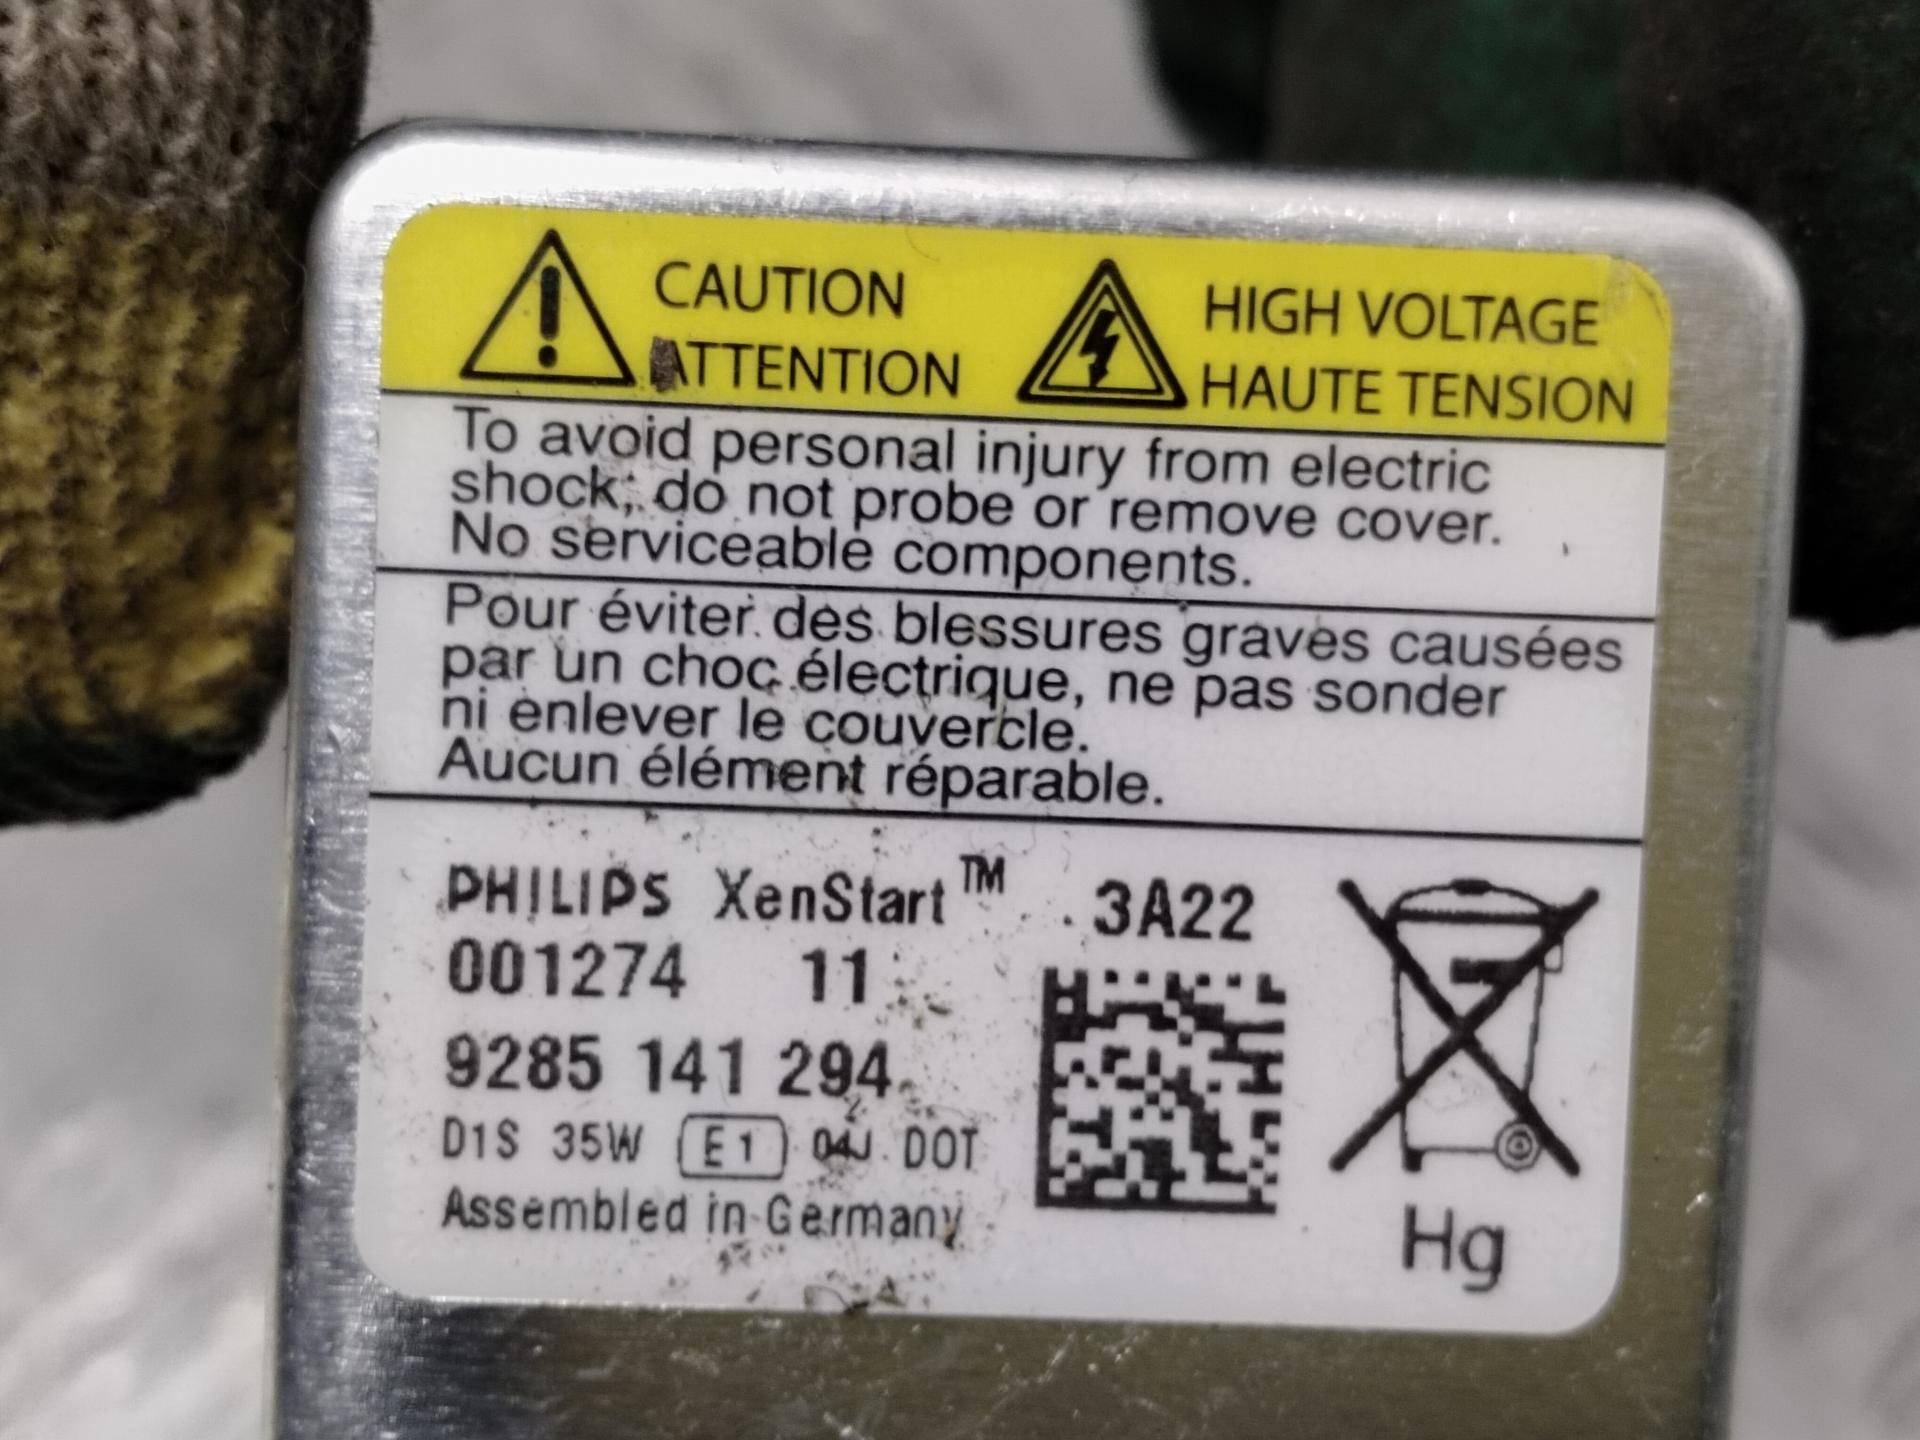 CAUTION
ATTENTION
HIGH VOLTAGE
HAUTE TENSION
To avoid personal injury from electric
shock, do not probe or remove cover.
No serviceable components.
Pour éviter des blessures graves causées
par un choc électrique, ne pas sonder
ni enlever le couvercle.
Aucun élément réparable.
PHILIPS XenStart™ 3A22
001274 11
9285 141 294
D1S 35W E1 04J DOT
Assembled in Germany
Hg